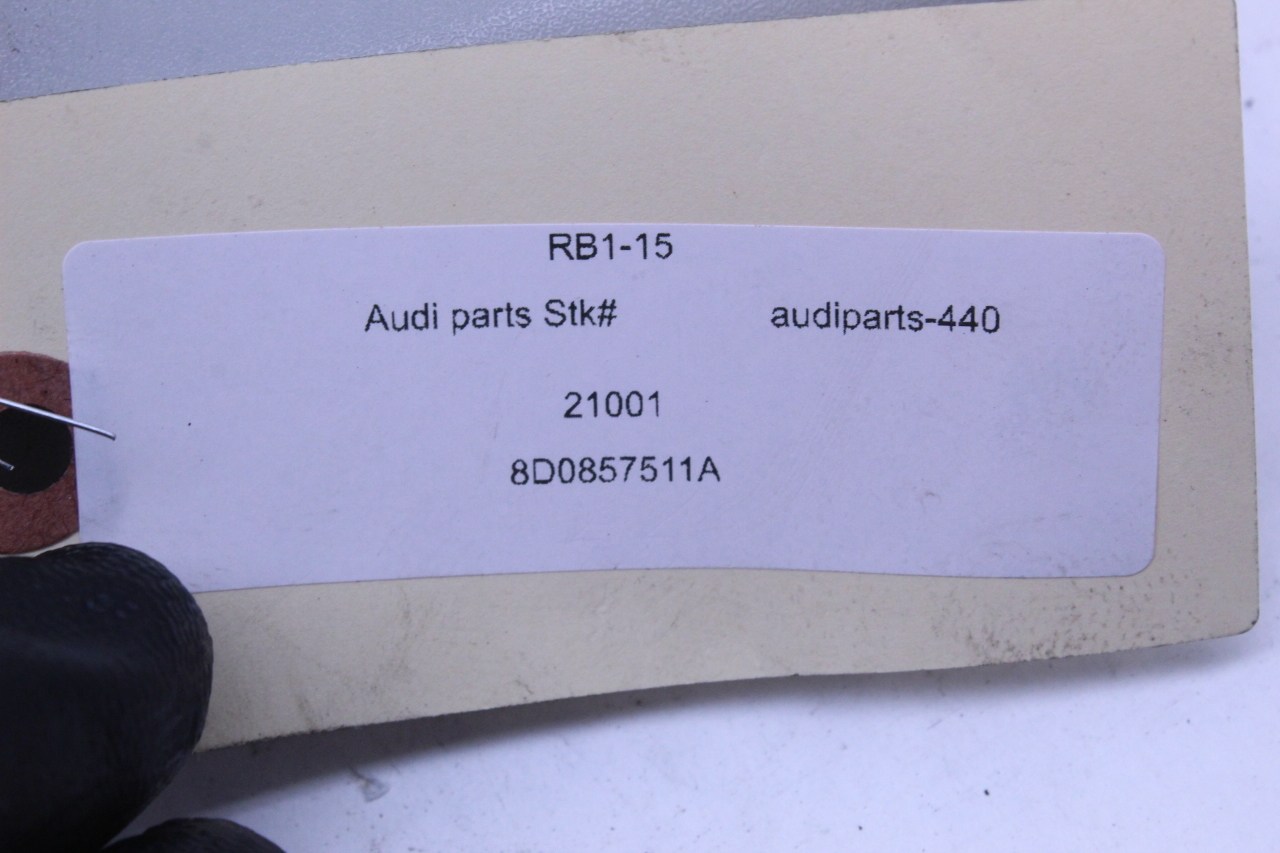 RB1-15
Audi parts Stk# audiparts-440
21001
8D0857511A